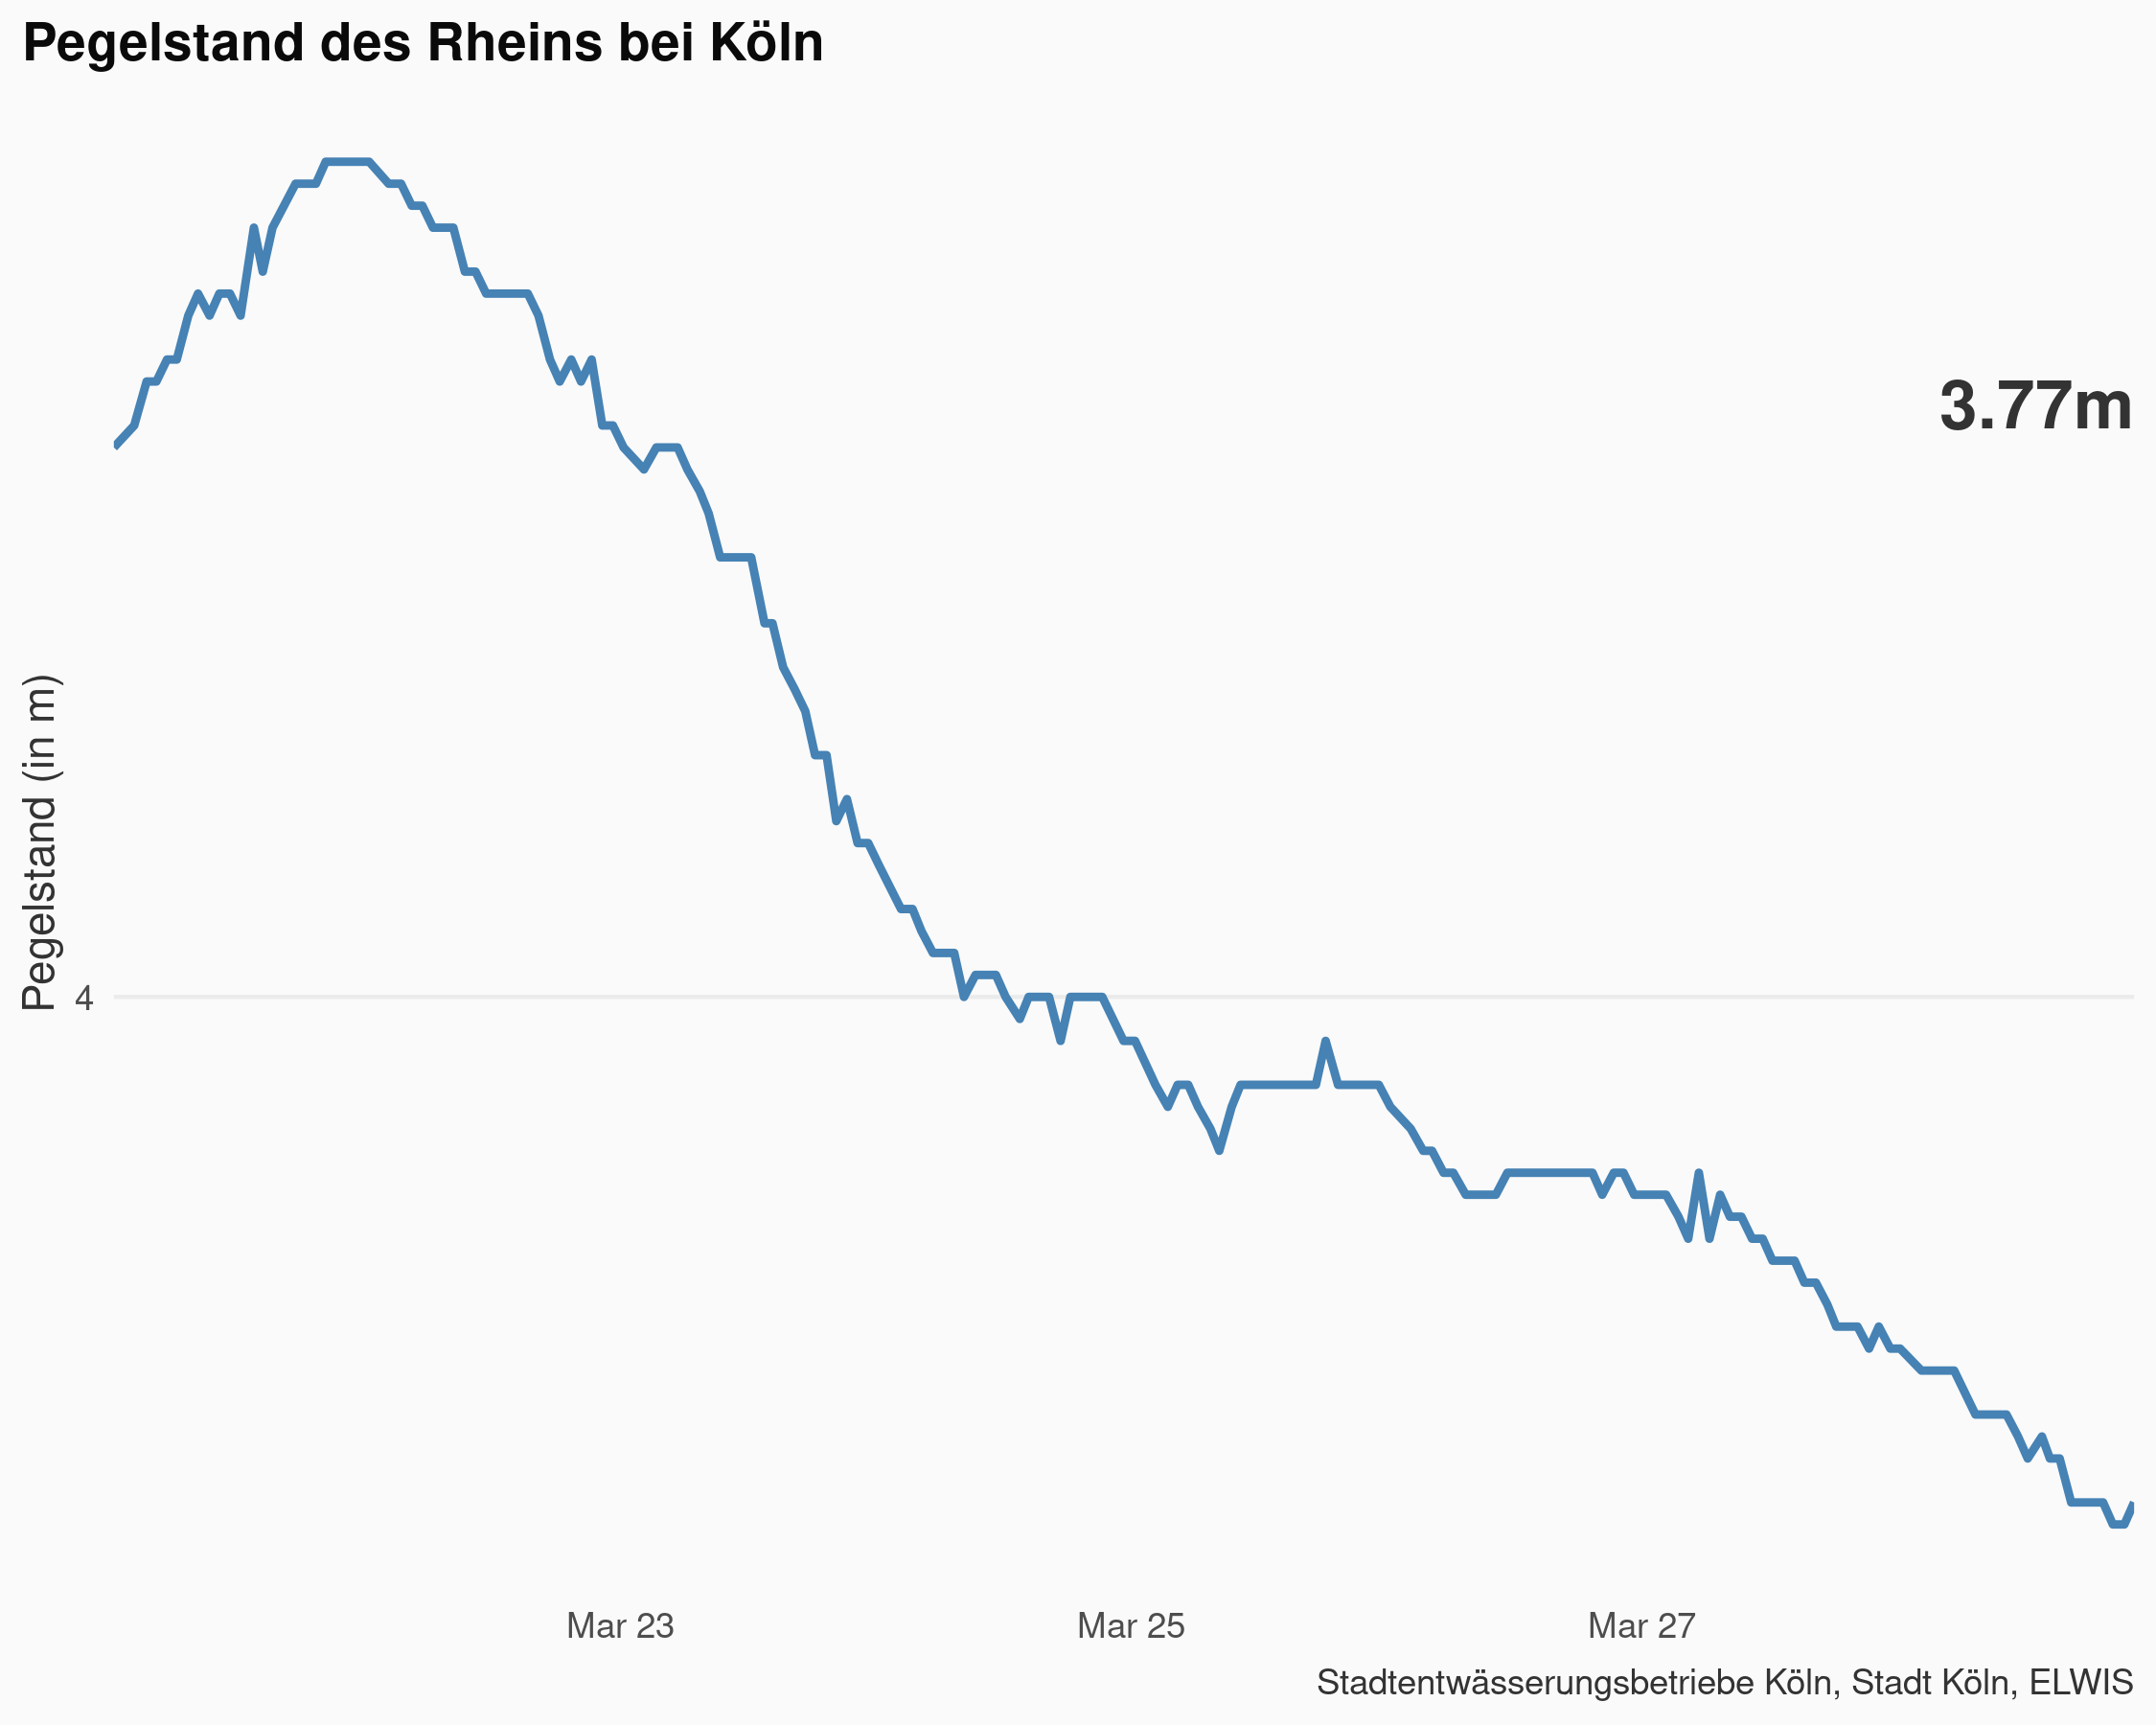 Pegelstand des Rheins bei Köln
3.77m
Pegelstand (in m)
4
Mar 23
Mar 25
Mar 27
Stadtentwässerungsbetriebe Köln, Stadt Köln, ELWIS